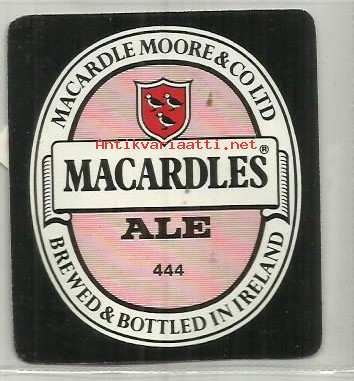 MACARDLE MOORE & CO LTD
Antikvariaatti.net
MACARDLES®
ALE
444
BREWED & BOTTLED IN IRELAND